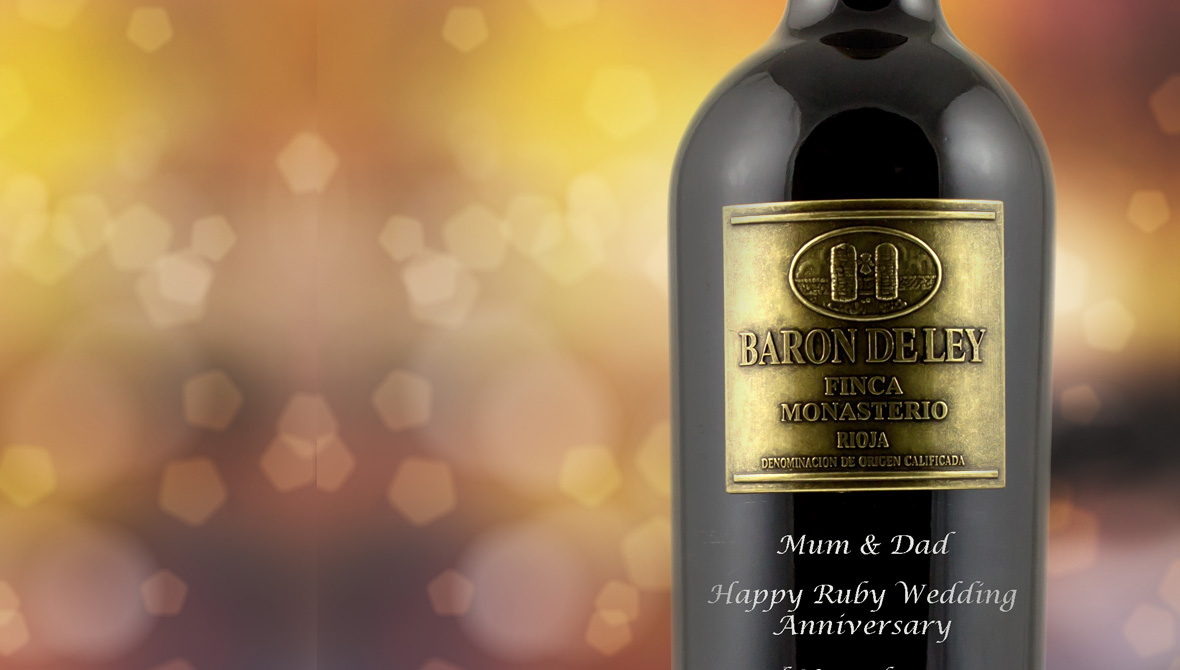 BARON DE LEY
FINCA
MONASTERIO
RIOJA
DENOMINACION DE ORIGEN CALIFICADA
Mum & Dad
Happy Ruby Wedding
Anniversary